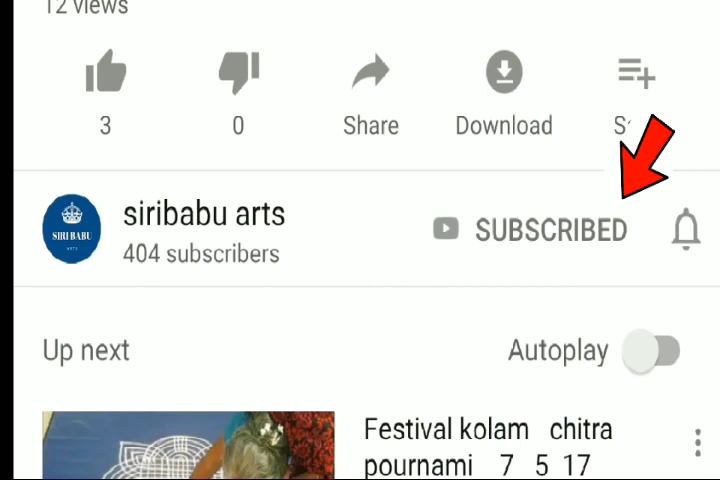 12 views
3
0
Share
Download
siribabu arts
SUBSCRIBED
SIRI BABU
ARTS
404 subscribers
Up next
Autoplay
Festival kolam chitra
pournami 7 5 17